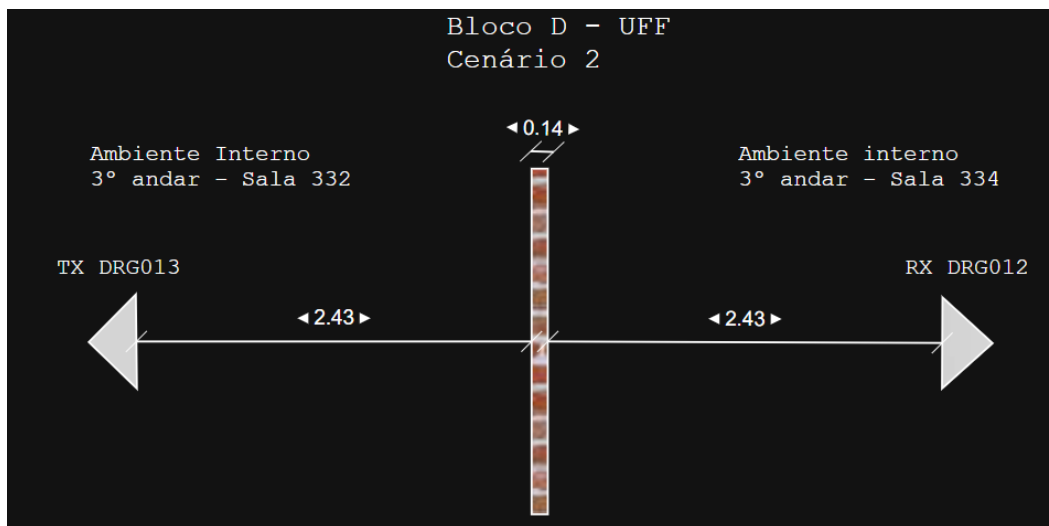 Bloco D - UFF
Cenário 2
◄0.14►
Ambiente Interno
3º andar - Sala 332
Ambiente interno
3º andar - Sala 334
TX DRG013
RX DRG012
◄2.43►
◄2.43►